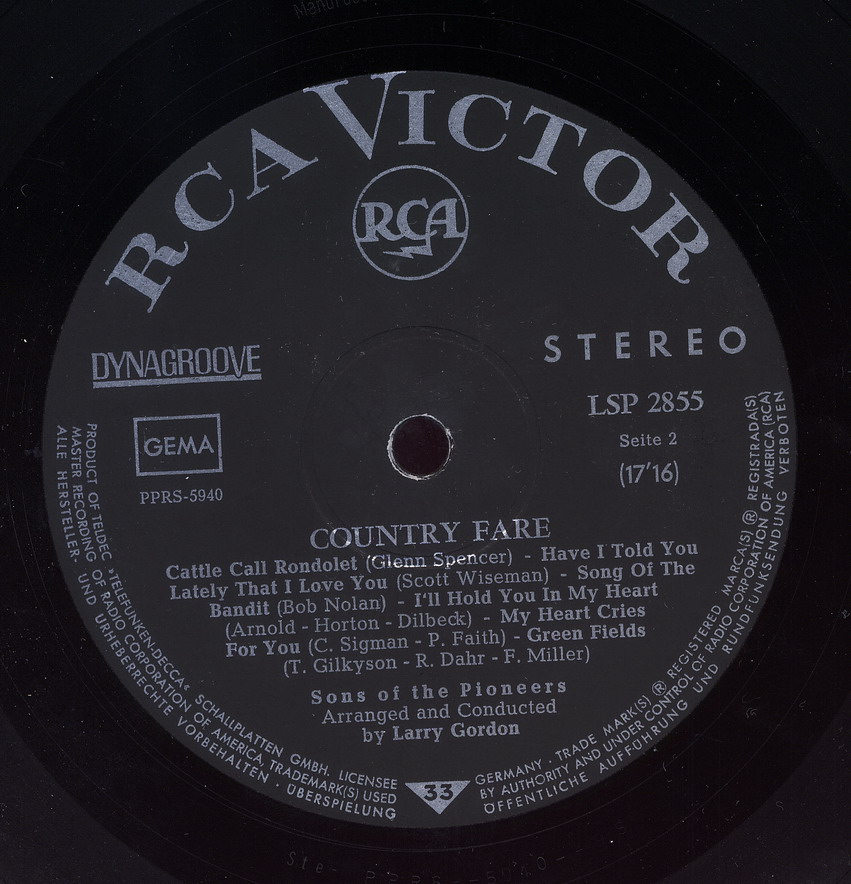 RCA VICTOR
RCA
DYNAGROOVE
STEREO
GEMA
PPRS-5940
LSP 2855
Seite 2
(17'16)
COUNTRY FARE
Cattle Call Rondolet (Glenn Spencer) - Have I Told You
Lately That I Love You (Scott Wiseman) - Song Of The
Bandit (Bob Nolan) - I'll Hold You In My Heart
(Arnold - Horton - Dilbeck) - My Heart Cries
For You (C. Sigman - P. Faith) - Green Fields
(T. Gilkyson - R. Dahr - F. Miller)
Sons of the Pioneers
Arranged and Conducted
by Larry Gordon
33
PRODUCT OF TELDEC »TELEFUNKEN-DECCA« SCHALLPLATTEN GMBH. LICENSEE
MASTER RECORDING OF RADIO CORPORATION OF AMERICA, TRADEMARK(S) USED
ALLE HERSTELLER- UND URHEBERRECHTE VORBEHALTEN · ÜBERSPIELUNG
GERMANY · TRADE MARK(S) ® REGISTERED MARCA(S) ® REGISTRADA(S)
BY AUTHORITY AND UNDER CONTROL OF RADIO CORPORATION OF AMERICA (RCA)
ÖFFENTLICHE AUFFÜHRUNG UND RUNDFUNKSENDUNG VERBOTEN